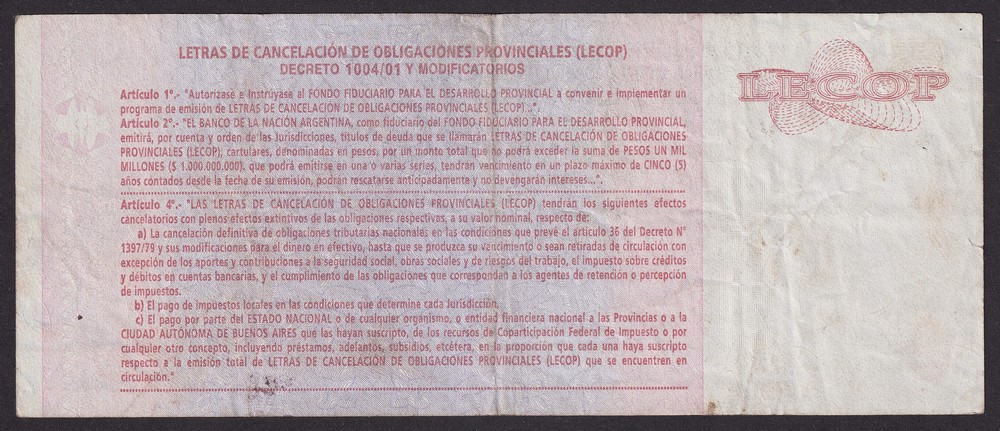 LETRAS DE CANCELACIÓN DE OBLIGACIONES PROVINCIALES (LECOP)
DECRETO 1004/01 Y MODIFICATORIOS
LECOP
Artículo 1º.- "Autorízase e Instrúyase al FONDO FIDUCIARIO PARA EL DESARROLLO PROVINCIAL a convenir e implementar un
programa de emisión de LETRAS DE CANCELACIÓN DE OBLIGACIONES PROVINCIALES (LECOP)...".
Artículo 2º.- "EL BANCO DE LA NACIÓN ARGENTINA, como fiduciario del FONDO FIDUCIARIO PARA EL DESARROLLO PROVINCIAL,
emitirá, por cuenta y orden de las Jurisdicciones, títulos de deuda que se llamarán LETRAS DE CANCELACIÓN DE OBLIGACIONES
PROVINCIALES (LECOP), cartulares, denominadas en pesos, por un monto total que no podrá exceder la suma de PESOS UN MIL
MILLONES ($ 1.000.000.000), que podrá emitirse en una o varias series, tendrán vencimiento en un plazo máximo de CINCO (5)
años contados desde la fecha de su emisión, podrán rescatarse anticipadamente y no devengarán intereses...".
Artículo 4º.- "LAS LETRAS DE CANCELACIÓN DE OBLIGACIONES PROVINCIALES (LECOP) tendrán los siguientes efectos
cancelatorios con plenos efectos extintivos de las obligaciones respectivas, a su valor nominal, respecto de:
a) La cancelación definitiva de obligaciones tributarias nacionales en las condiciones que prevé el artículo 36 del Decreto Nº
1397/79 y sus modificaciones para el dinero en efectivo, hasta que se produzca su vencimiento o sean retiradas de circulación con
excepción de los aportes y contribuciones a la seguridad social, obras sociales y de riesgos del trabajo, el impuesto sobre créditos
y débitos en cuentas bancarias, y el cumplimiento de las obligaciones que correspondan a los agentes de retención o percepción
de impuestos.
b) El pago de impuestos locales en las condiciones que determine cada Jurisdicción.
c) El pago por parte del ESTADO NACIONAL o de cualquier organismo, o entidad financiera nacional a las Provincias o a la
CIUDAD AUTÓNOMA DE BUENOS AIRES que las hayan suscripto, de los recursos de Coparticipación Federal de Impuesto o por
cualquier otro concepto, incluyendo préstamos, adelantos, subsidios, etcétera, en la proporción que cada una haya suscripto
respecto a la emisión total de LETRAS DE CANCELACIÓN DE OBLIGACIONES PROVINCIALES (LECOP) que se encuentren en
circulación."